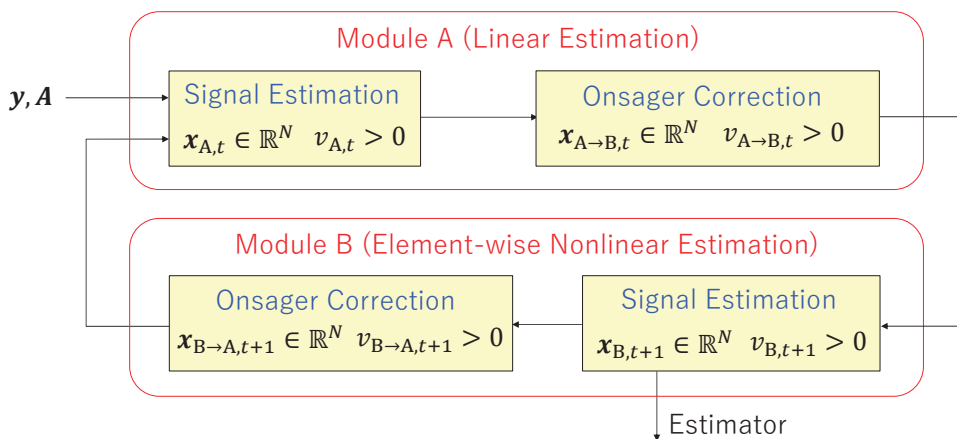 Module A (Linear Estimation)
y, A
Signal Estimation
x_{A,t} ∈ ℝ^N v_{A,t} > 0
Onsager Correction
x_{A→B,t} ∈ ℝ^N v_{A→B,t} > 0
Module B (Element-wise Nonlinear Estimation)
Onsager Correction
x_{B→A,t+1} ∈ ℝ^N v_{B→A,t+1} > 0
Signal Estimation
x_{B,t+1} ∈ ℝ^N v_{B,t+1} > 0
Estimator